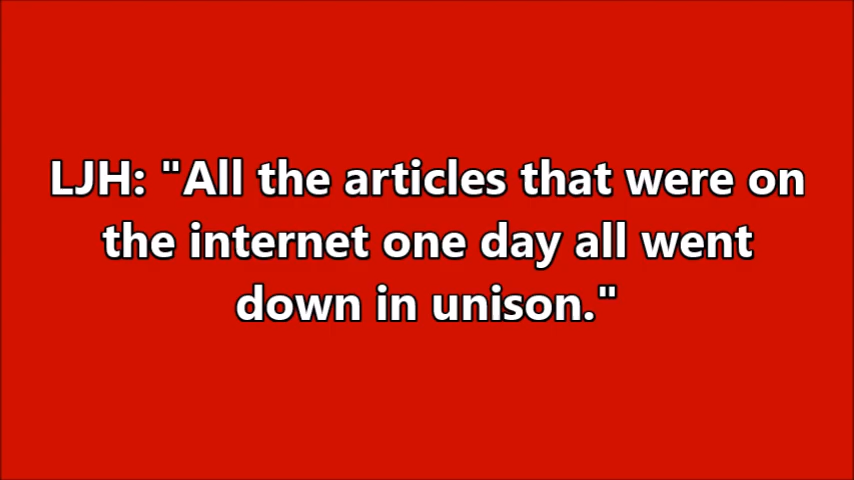 LJH: "All the articles that were on
the internet one day all went
down in unison."